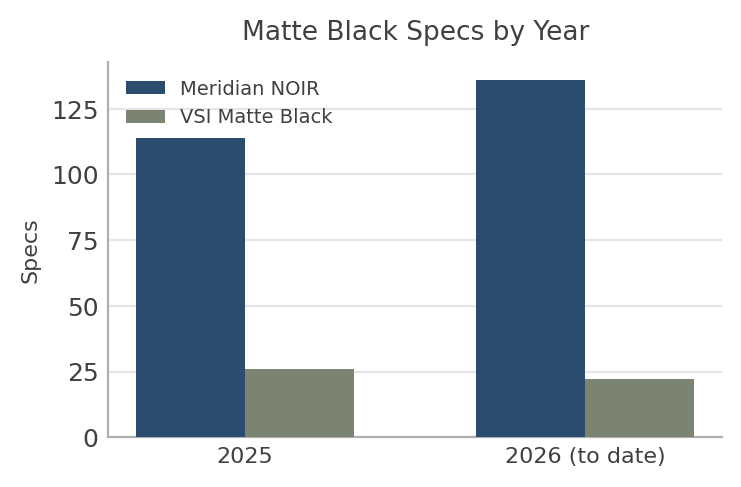 Matte Black Specs by Year
Meridian NOIR
VSI Matte Black
Specs
125
100
75
50
25
0
2025
2026 (to date)